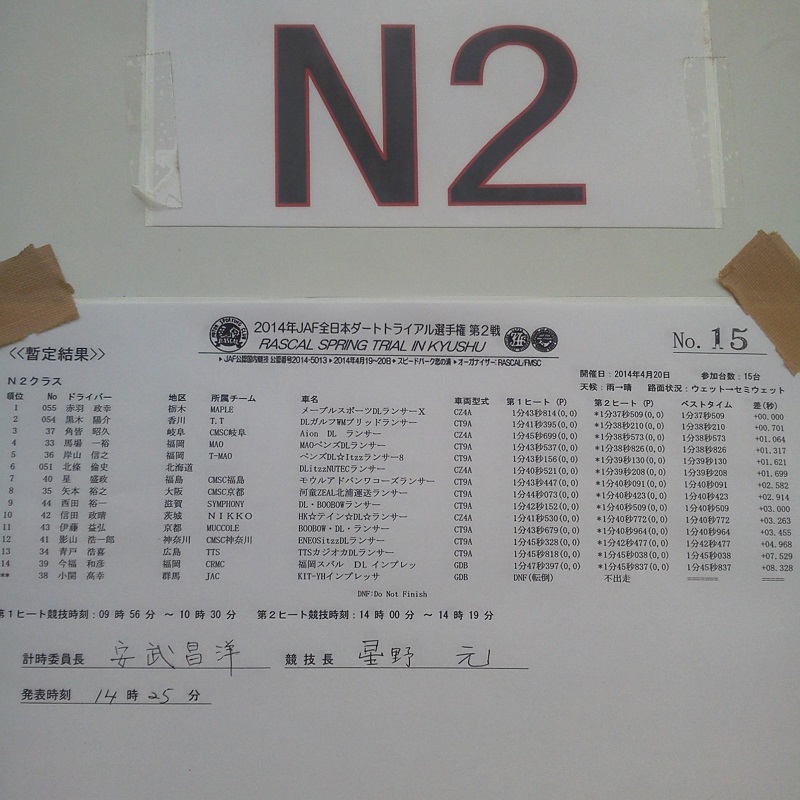 N2
2014年JAF全日本ダートトライアル選手権 第2戦
RASCAL SPRING TRIAL IN KYUSHU
No. 15
▶JAF公認国内競技 公認番号2014-5013 ▶2014年4月19~20日 ▶スピードパーク恋の浦 ▶オーガナイザー：RASCAL/FMSC
<<暫定結果>>
開催日：2014年4月20日 参加台数：15台
天候：雨→晴 路面状況：ウェット→セミウェット
N2クラス
順位 No ドライバー 地区 所属チーム 車名 車両型式 第1ヒート (P) 第2ヒート (P) ベストタイム 差(秒)
1 055 赤羽 政幸 栃木 MAPLE メープルスポーツDLランサーX CZ4A 1分43秒814(0,0) *1分37秒509(0,0) 1分37秒509 +00.000
2 054 黒木 陽介 香川 T.T DLガルフWMブリッドランサー CT9A 1分41秒395(0,0) *1分38秒210(0,0) 1分38秒210 +00.701
3 37 角皆 昭久 岐阜 CMSC岐阜 Aion DL ランサー CZ4A 1分45秒699(0,0) *1分38秒573(0,0) 1分38秒573 +01.064
4 33 馬場 一裕 福岡 MAO MAOベンズDLランサー CT9A 1分43秒537(0,0) *1分38秒826(0,0) 1分38秒826 +01.317
5 36 岸山 信之 福岡 T-MAO ベンズDL☆Itzzランサー8 CT9A 1分43秒156(0,0) *1分39秒130(0,0) 1分39秒130 +01.621
6 051 北條 倫史 北海道 DLitzzNUTECランサー CZ4A 1分40秒521(0,0) *1分39秒208(0,0) 1分39秒208 +01.699
7 40 星 盛政 福島 CMSC福島 モウルアドバンワコーズランサー CT9A 1分43秒447(0,0) *1分40秒091(0,0) 1分40秒091 +02.582
8 35 矢本 裕之 大阪 CMSC京都 河童ZEAL北浦運送ランサー CT9A 1分44秒073(0,0) *1分40秒423(0,0) 1分40秒423 +02.914
9 44 西田 裕一 滋賀 SYMPHONY DL・BOOBOWランサー CT9A 1分42秒152(0,0) *1分40秒509(0,0) 1分40秒509 +03.000
10 42 信田 政晴 茨城 NIKKO HK☆テイン☆DL☆ランサー CZ4A 1分41秒530(0,0) *1分40秒772(0,0) 1分40秒772 +03.263
11 43 伊藤 益弘 京都 MUCCOLE BOOBOW・DL・ランサー CT9A 1分43秒679(0,0) *1分40秒964(0,0) 1分40秒964 +03.455
12 41 影山 浩一郎 神奈川 CMSC神奈川 ENEOSitzzDLランサー CT9A 1分45秒328(0,0) *1分42秒477(0,0) 1分42秒477 +04.968
13 34 青戸 浩喜 広島 TTS TTSカジオカDLランサー CT9A 1分45秒818(0,0) *1分45秒038(0,0) 1分45秒038 +07.529
14 39 今福 和彦 福岡 CRMC 福岡スバル DLインプレッ GDB 1分47秒397(0,0) *1分45秒837(0,0) 1分45秒837 +08.328
** 38 小関 高幸 群馬 JAC KIT-YHインプレッサ GDB DNF(転倒) 不出走
DNF:Do Not Finish
第1ヒート競技時刻：09 時 56 分 ～ 10 時 30 分 第2ヒート競技時刻：14 時 00 分 ～ 14 時 19 分
計時委員長 安武昌洋 競技長 星野 元
発表時刻 14 時 25 分